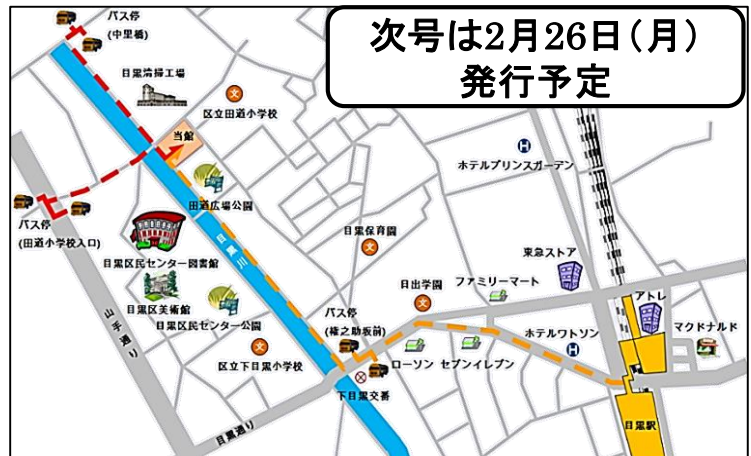 次号は2月26日（月）
発行予定
バス停
(中里橋)
目黒清掃工場
区立田道小学校
当館
ホテルプリンスガーデン
田道広場公園
バス停
(田道小学校入口)
目黒保育園
目黒川
目黒区民センター図書館
東急ストア
日出学園
ファミリーマート
目黒区美術館
アトレ
目黒区民センター公園
バス停
(権之助坂前)
ホテルワトソン
マクドナルド
山手通り
ローソン
セブンイレブン
区立下目黒小学校
下目黒交番
目黒通り
目黒駅